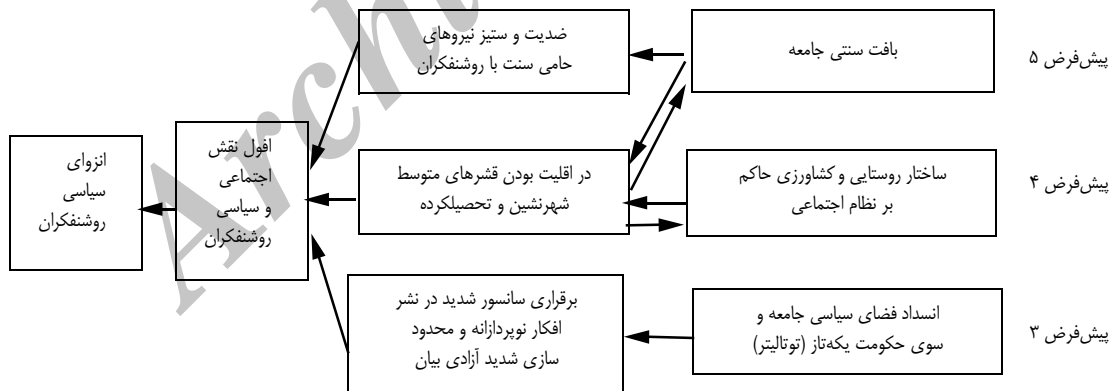 پیش‌فرض ۵
بافت سنتی جامعه
ضدیت و ستیز نیروهای
حامی سنت با روشنفکران
پیش‌فرض ۴
ساختار روستایی و کشاورزی حاکم
بر نظام اجتماعی
در اقلیت بودن قشرهای متوسط
شهرنشین و تحصیلکرده
افول نقش
اجتماعی
و سیاسی
روشنفکران
انزوای
سیاسی
روشنفکران
پیش‌فرض ۳
انسداد فضای سیاسی جامعه و
سوی حکومت یکه‌تاز (توتالیتر)
برقراری سانسور شدید در نشر
افکار نوپردازانه و محدود
سازی شدید آزادی بیان
Arch